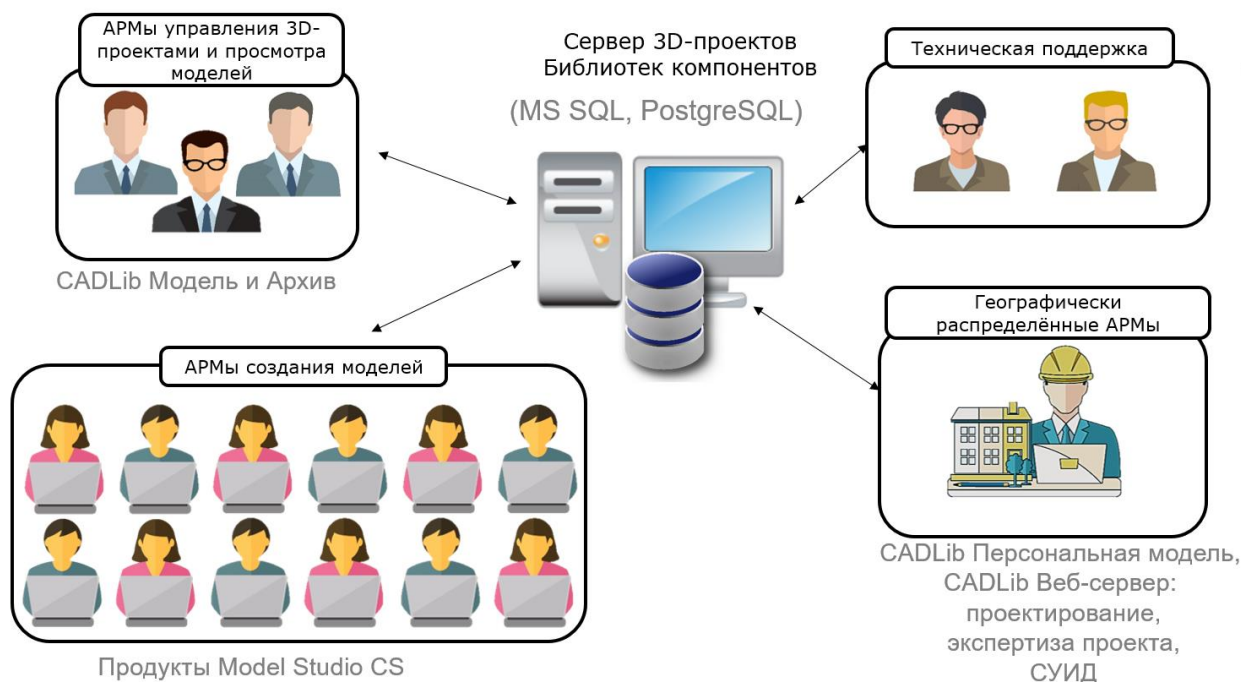 АРМы управления 3D-
проектами и просмотра
моделей
CADLib Модель и Архив
Сервер 3D-проектов
Библиотек компонентов
(MS SQL, PostgreSQL)
Техническая поддержка
АРМы создания моделей
Продукты Model Studio CS
Географически
распределённые АРМы
CADLib Персональная модель,
CADLib Веб-сервер:
проектирование,
экспертиза проекта,
СУИД